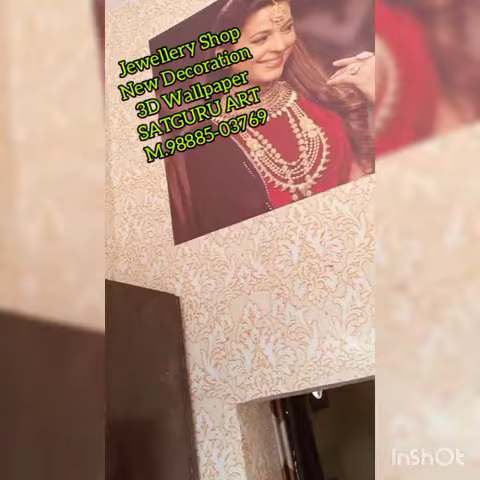 Jewellery Shop
New Decoration
3D Wallpaper
SATGURU ART
M.98885-03769
InShOt